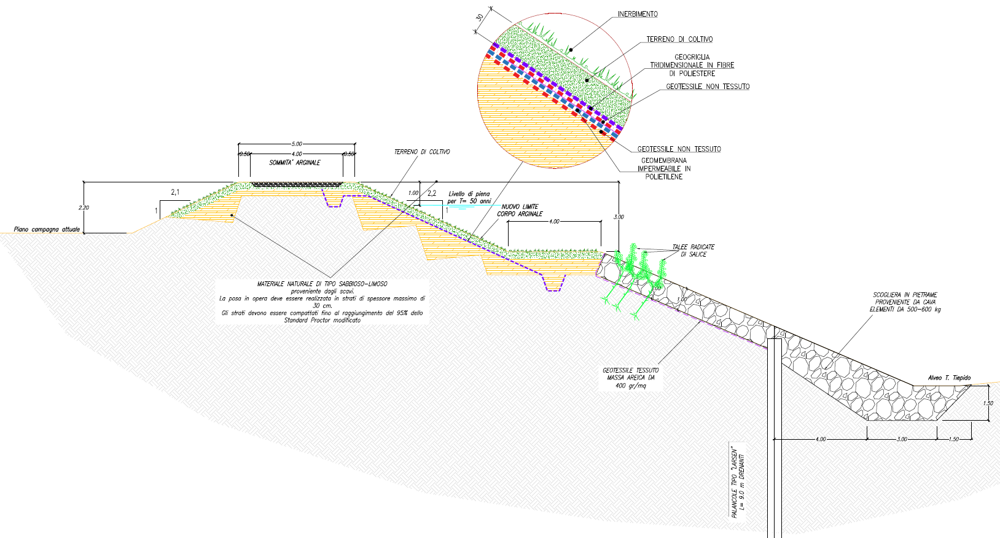 INERBIMENTO
30
TERRENO DI COLTIVO
GEOGRIGLIA
TRIDIMENSIONALE IN FIBRE
DI POLIESTERE
GEOTESSILE NON TESSUTO
GEOTESSILE NON TESSUTO
GEOMEMBRANA
IMPERMEABILE IN
POLIETILENE
5.00
0.50
4.00
0.50
SOMMITA' ARGINALE
TERRENO DI COLTIVO
2,1
1
2.20
Piano campagna attuale
1.00
2,2
1
Livello di piena
per T= 50 anni
NUOVO LIMITE
CORPO ARGINALE
3.00
4.00
TALEE RADICATE
DI SALICE
MATERIALE NATURALE DI TIPO SABBIOSO-LIMOSO
proveniente dagli scavi.
La posa in opera deve essere realizzata in strati di spessore massimo di
30 cm.
Gli strati devono essere compattati fino al raggiungimento del 95% dello
Standard Proctor modificato
1.00
SCOGLIERA IN PIETRAME
PROVENIENTE DA CAVA
ELEMENTI DA 500-600 kg
GEOTESSILE TESSUTO
MASSA AREICA DA
400 gr/mq
Alveo T. Tiepido
1.50
4.00
3.00
1.50
PALANCOLE TIPO "LARSEN"
L= 9.0 m DRENANTI